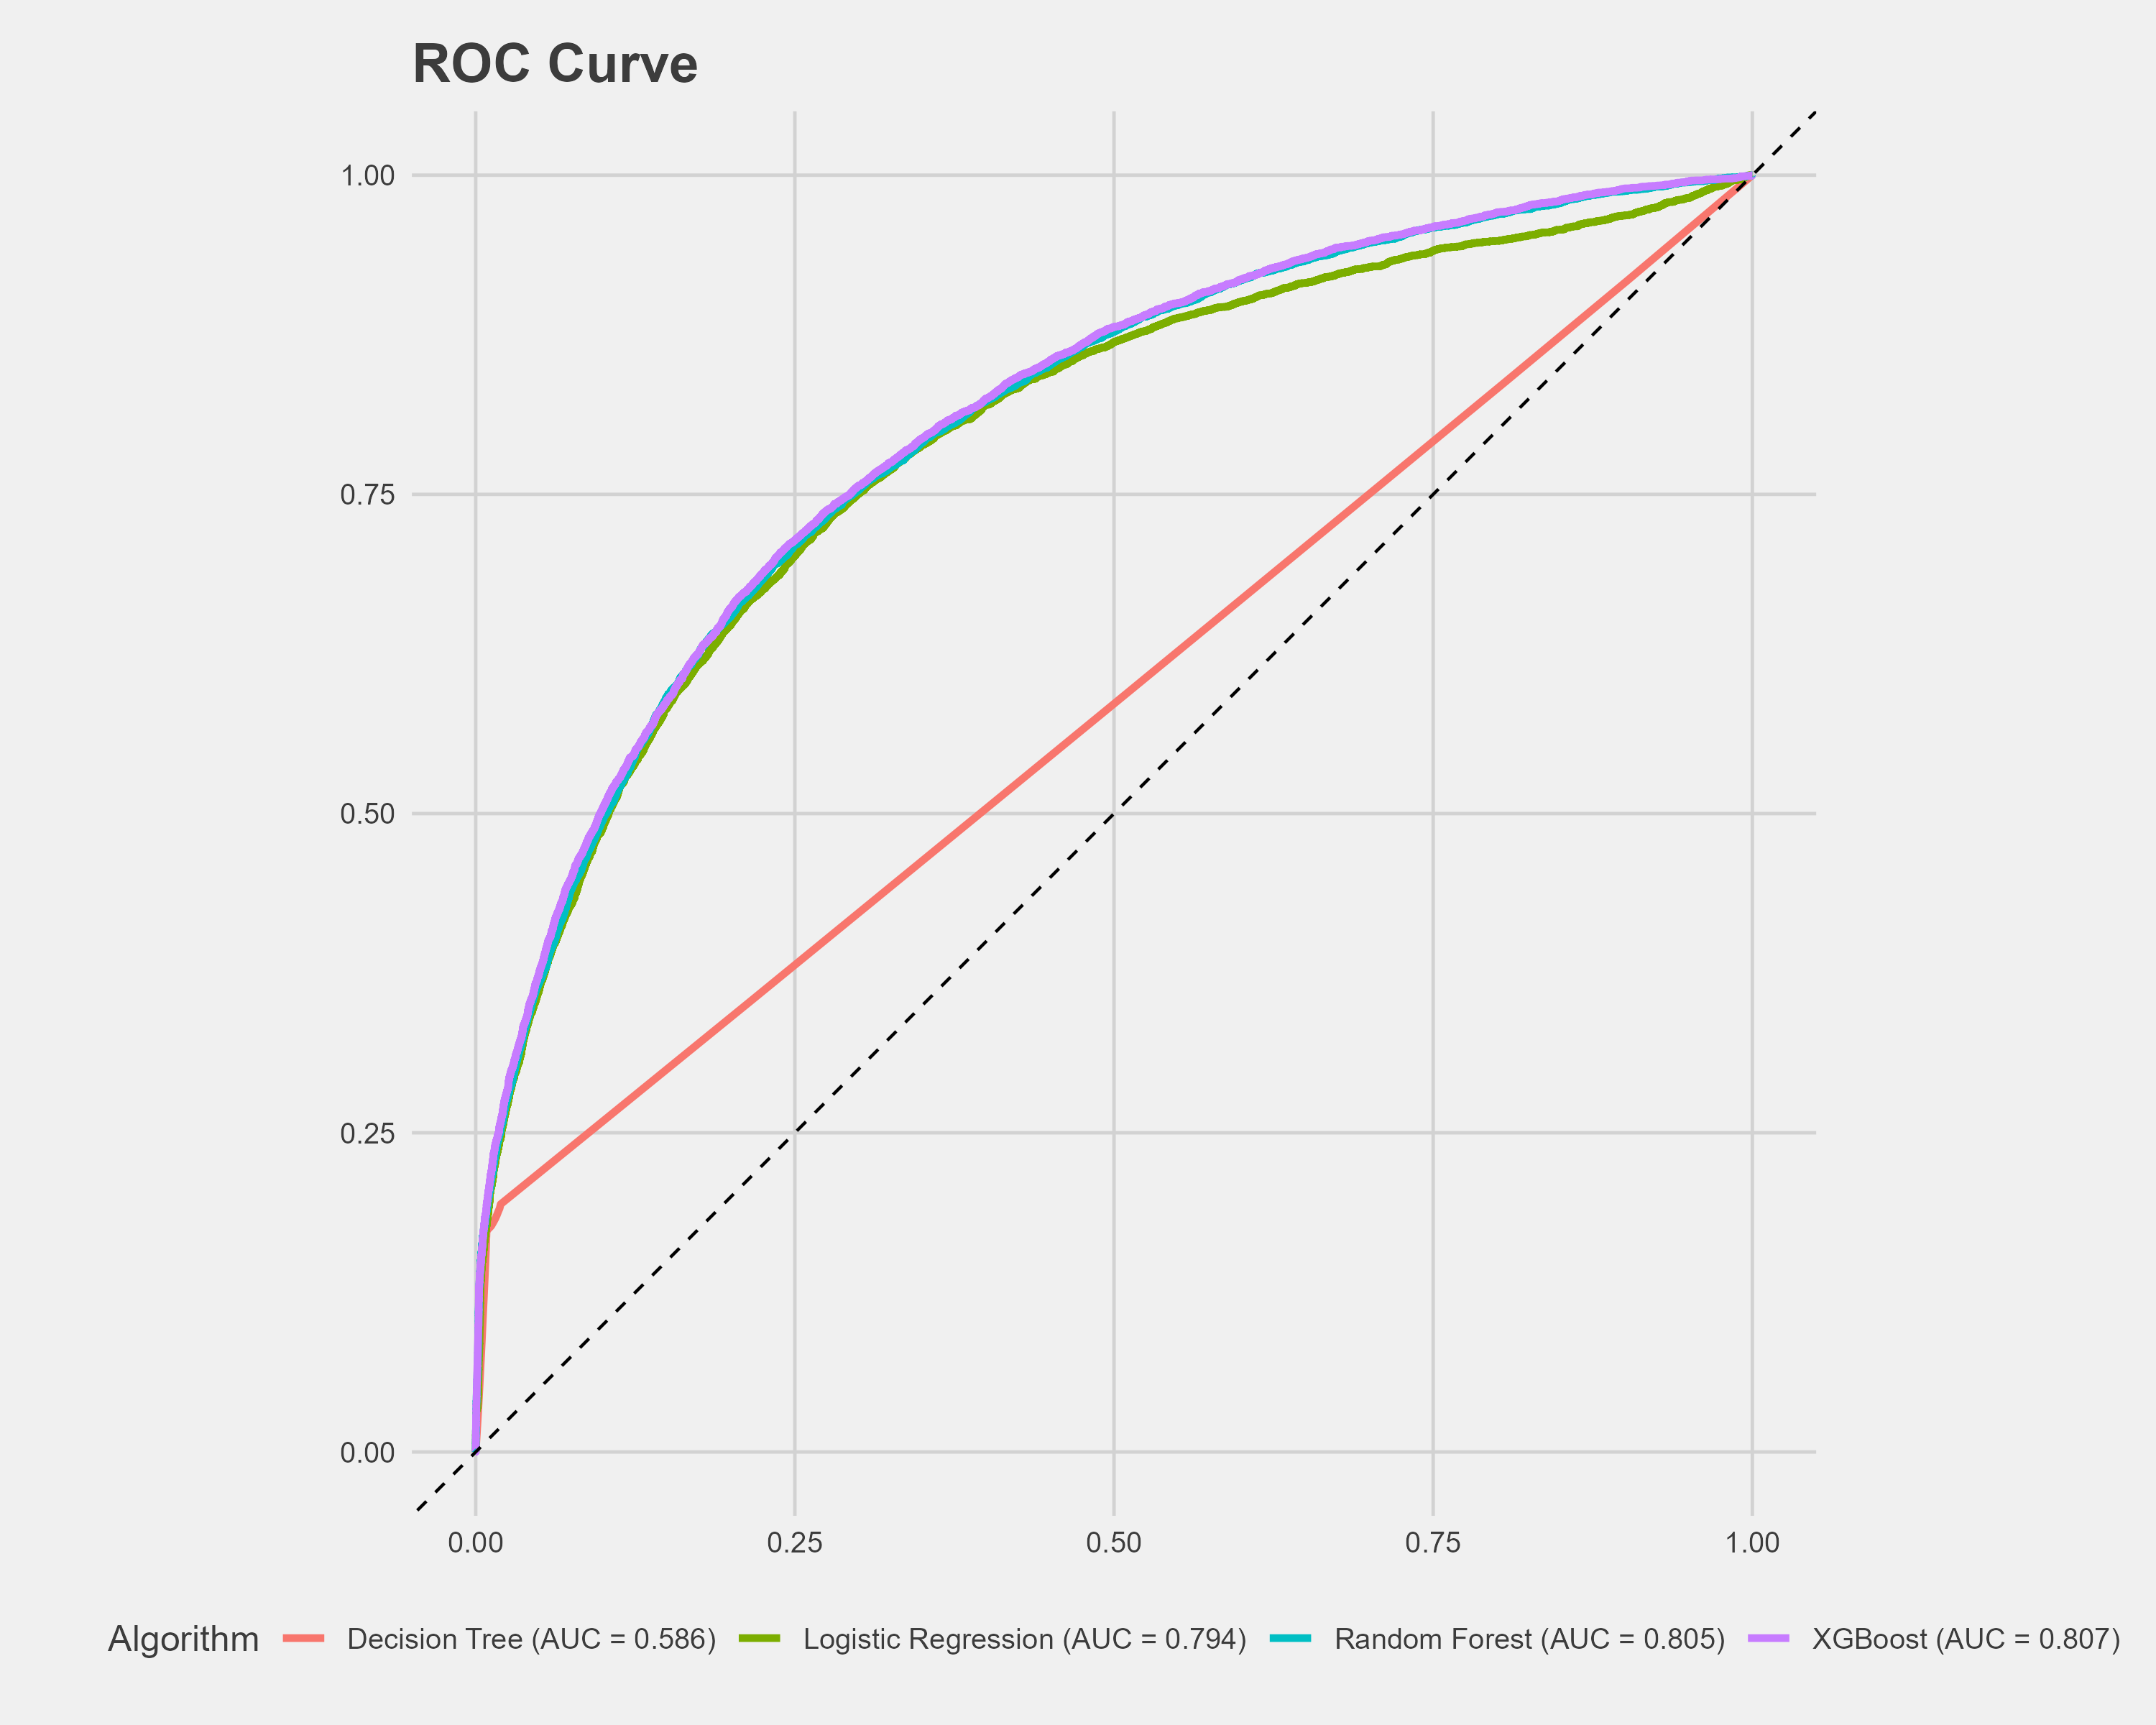 ROC Curve
1.00
0.75
0.50
0.25
0.00
0.00 0.25 0.50 0.75 1.00
Algorithm Decision Tree (AUC = 0.586) Logistic Regression (AUC = 0.794) Random Forest (AUC = 0.805) XGBoost (AUC = 0.807)